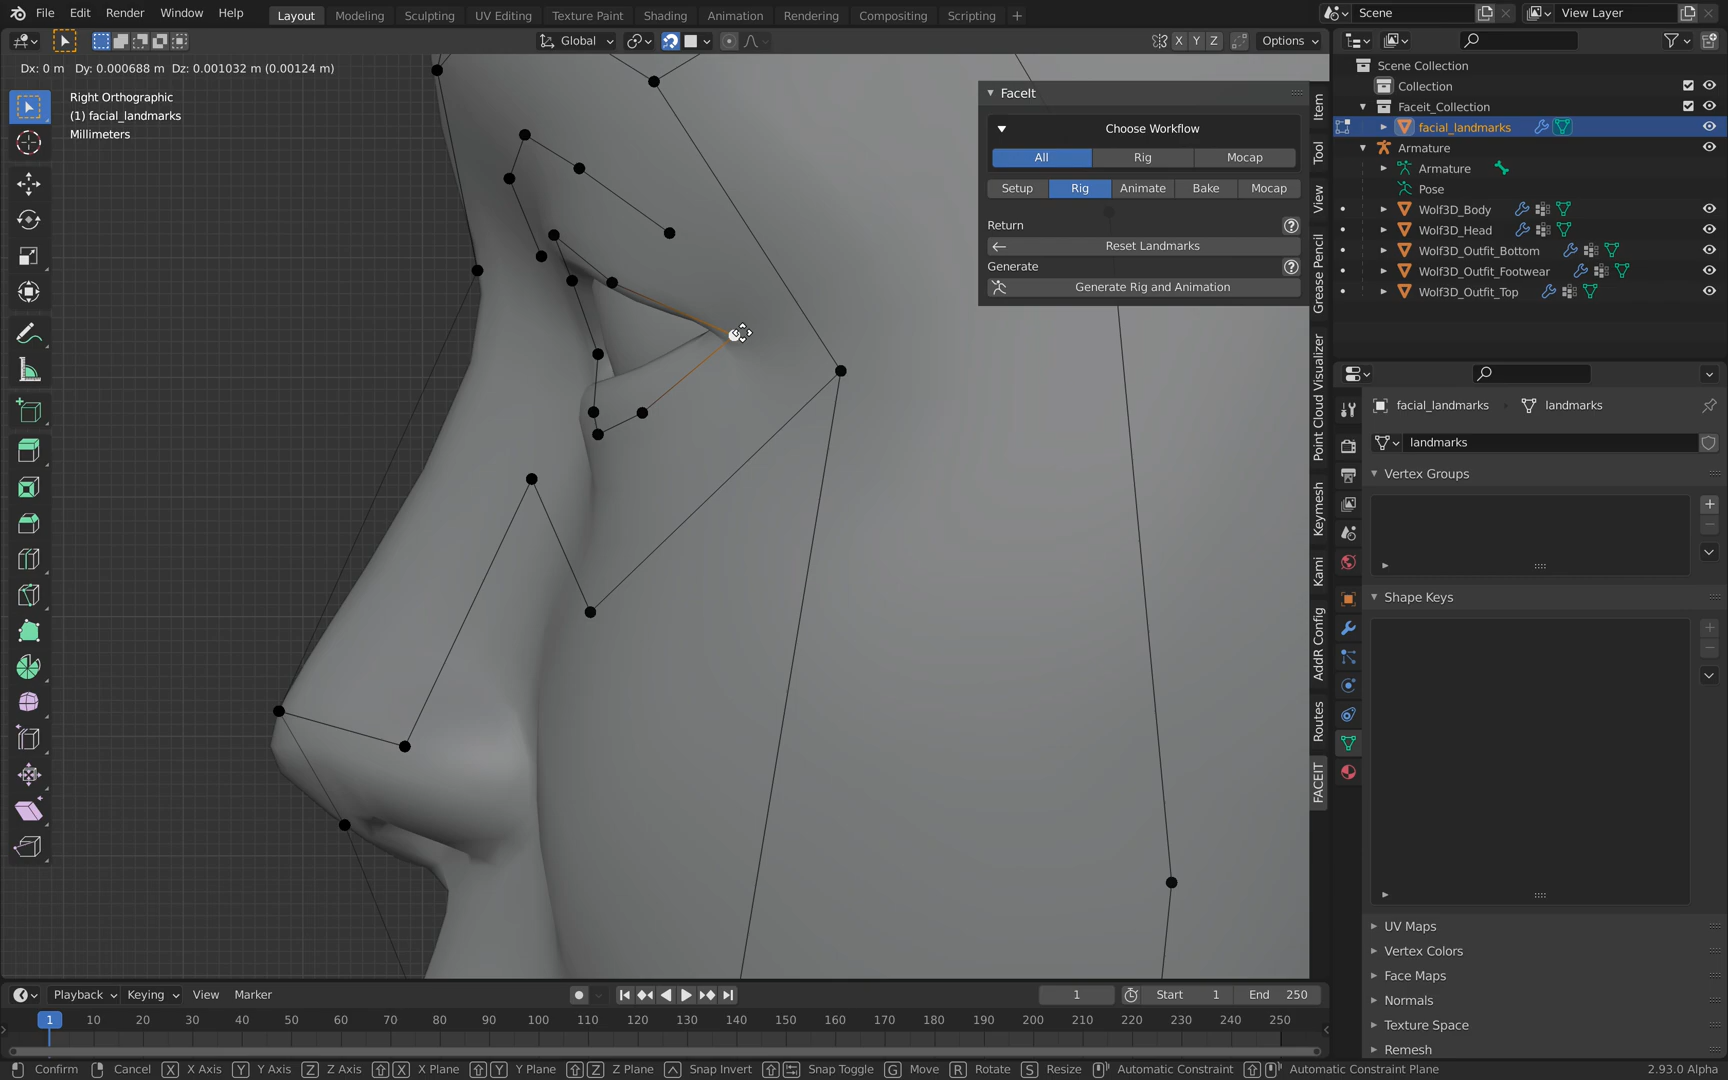 File Edit Render Window Help Layout Modeling Sculpting UV Editing Texture Paint Shading Animation Rendering Compositing Scripting + Scene View Layer
Global X Y Z Options
Dx: 0 m Dy: 0.000688 m Dz: 0.001032 m (0.00124 m)
Right Orthographic
(1) facial_landmarks
Millimeters
FaceIt
Choose Workflow
All Rig Mocap
Setup Rig Animate Bake Mocap
Return ?
Reset Landmarks
Generate ?
Generate Rig and Animation
Item
Tool
View
Grease Pencil
Point Cloud Visualizer
Keymesh
Kami
AddR Config
Routes
FACEIT
Scene Collection
Collection
Faceit_Collection
facial_landmarks
Armature
Armature
Pose
Wolf3D_Body
Wolf3D_Head
Wolf3D_Outfit_Bottom
Wolf3D_Outfit_Footwear
Wolf3D_Outfit_Top
facial_landmarks landmarks
landmarks
Vertex Groups
Shape Keys
UV Maps
Vertex Colors
Face Maps
Normals
Texture Space
Remesh
Playback Keying View Marker 1 Start 1 End 250
1 10 20 30 40 50 60 70 80 90 100 110 120 130 140 150 160 170 180 190 200 210 220 230 240 250
Confirm Cancel X X Axis Y Y Axis Z Z Axis X X Plane Y Y Plane Z Z Plane Snap Invert Snap Toggle G Move R Rotate S Resize Automatic Constraint Automatic Constraint Plane 2.93.0 Alpha